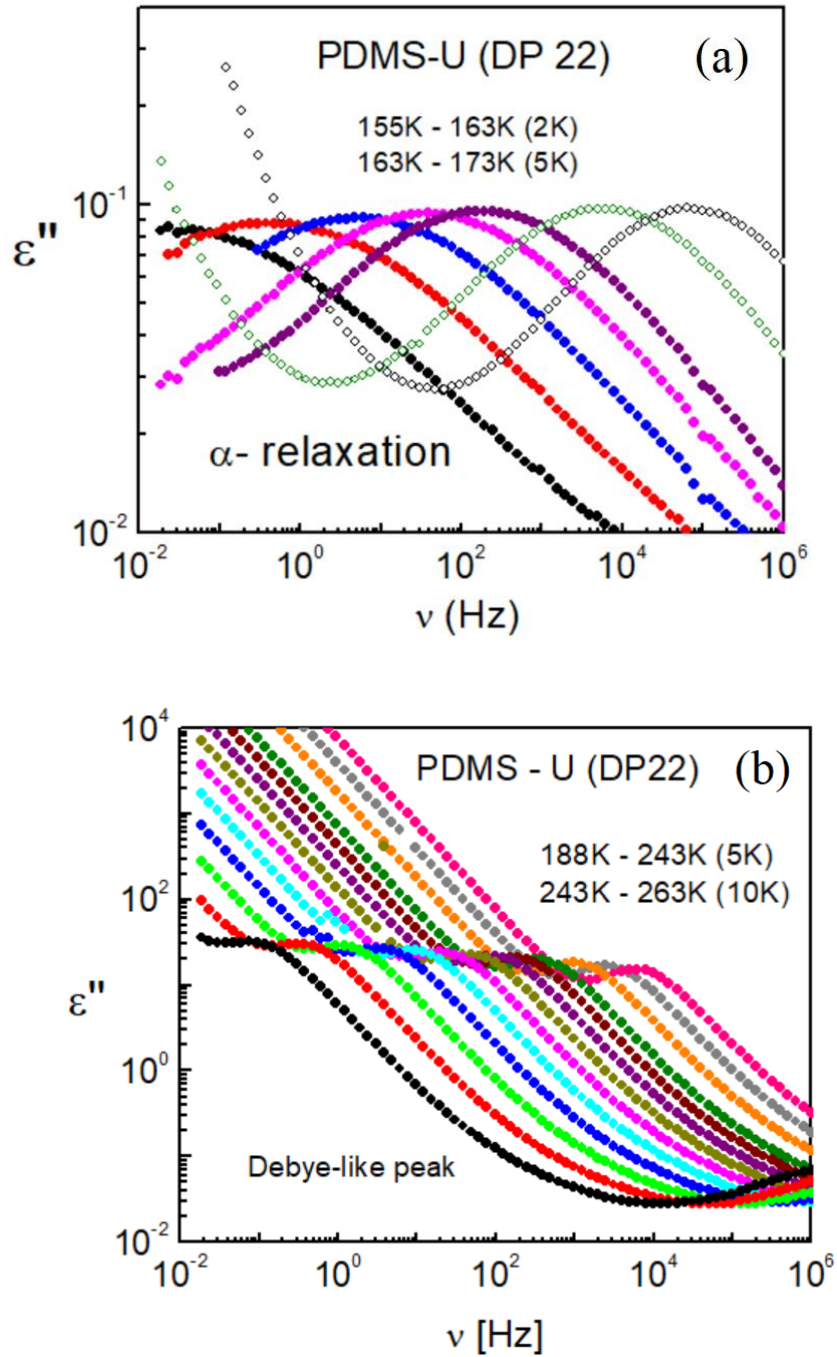 (a)
PDMS-U (DP 22)
155K - 163K (2K)
163K - 173K (5K)
10⁻¹
ε"
α- relaxation
10⁻²
10⁻² 10⁰ 10² 10⁴ 10⁶
ν (Hz)
10⁴
PDMS - U (DP22) (b)
188K - 243K (5K)
243K - 263K (10K)
10²
ε"
10⁰
Debye-like peak
10⁻²
10⁻² 10⁰ 10² 10⁴ 10⁶
ν [Hz]